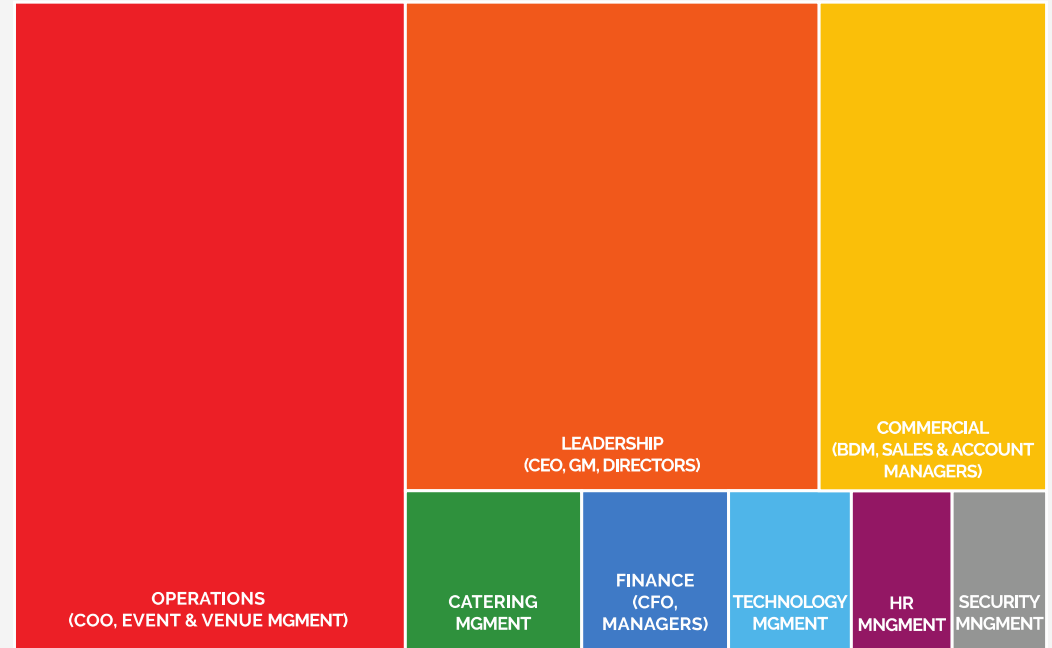 OPERATIONS
(COO, EVENT & VENUE MGMENT)
LEADERSHIP
(CEO, GM, DIRECTORS)
COMMERCIAL
(BDM, SALES & ACCOUNT
MANAGERS)
CATERING
MGMENT
FINANCE
(CFO,
MANAGERS)
TECHNOLOGY
MGMENT
HR
MNGMENT
SECURITY
MNGMENT